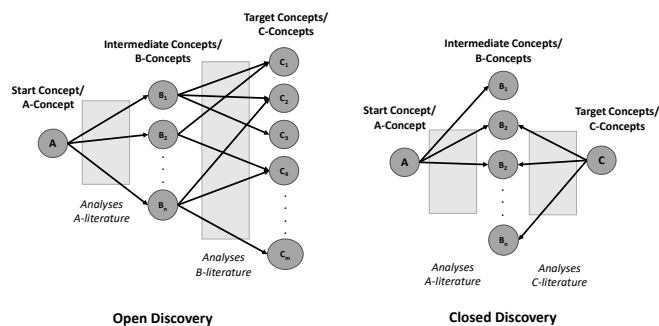 Target Concepts/
C-Concepts
Intermediate Concepts/
B-Concepts
Start Concept/
A-Concept
A
B1
B2
Bn
C1
C2
C3
C4
Cm
Analyses
A-literature
Analyses
B-literature
Open Discovery
Intermediate Concepts/
B-Concepts
Start Concept/
A-Concept
Target Concepts/
C-Concepts
A
B1
B2
B2
Bn
C
Analyses
A-literature
Analyses
C-literature
Closed Discovery